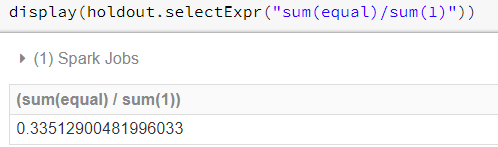 display(holdout.selectExpr("sum(equal)/sum(1)"))
(1) Spark Jobs
(sum(equal) / sum(1))
0.33512900481996033